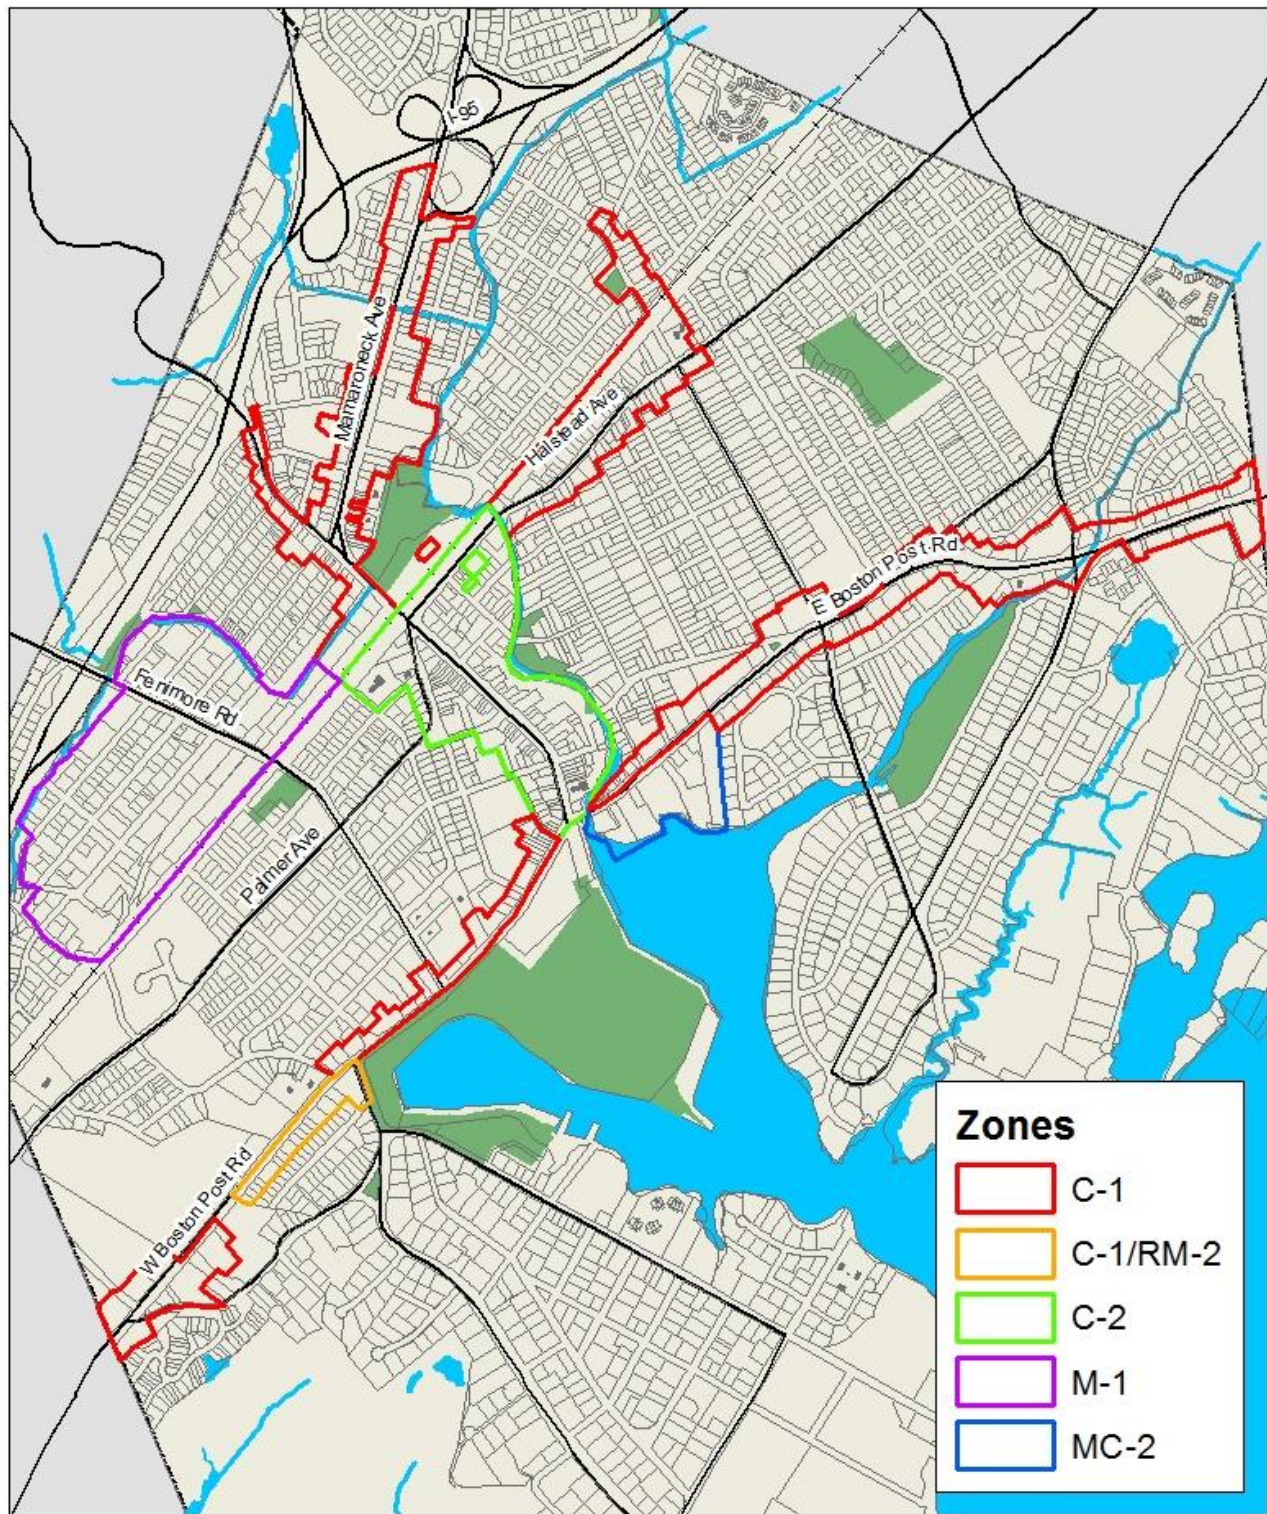 I-95
Mamaroneck Ave
Halstead Ave
E Boston Post Rd
Fenimore Rd
Palmer Ave
W Boston Post Rd
Zones
C-1
C-1/RM-2
C-2
M-1
MC-2